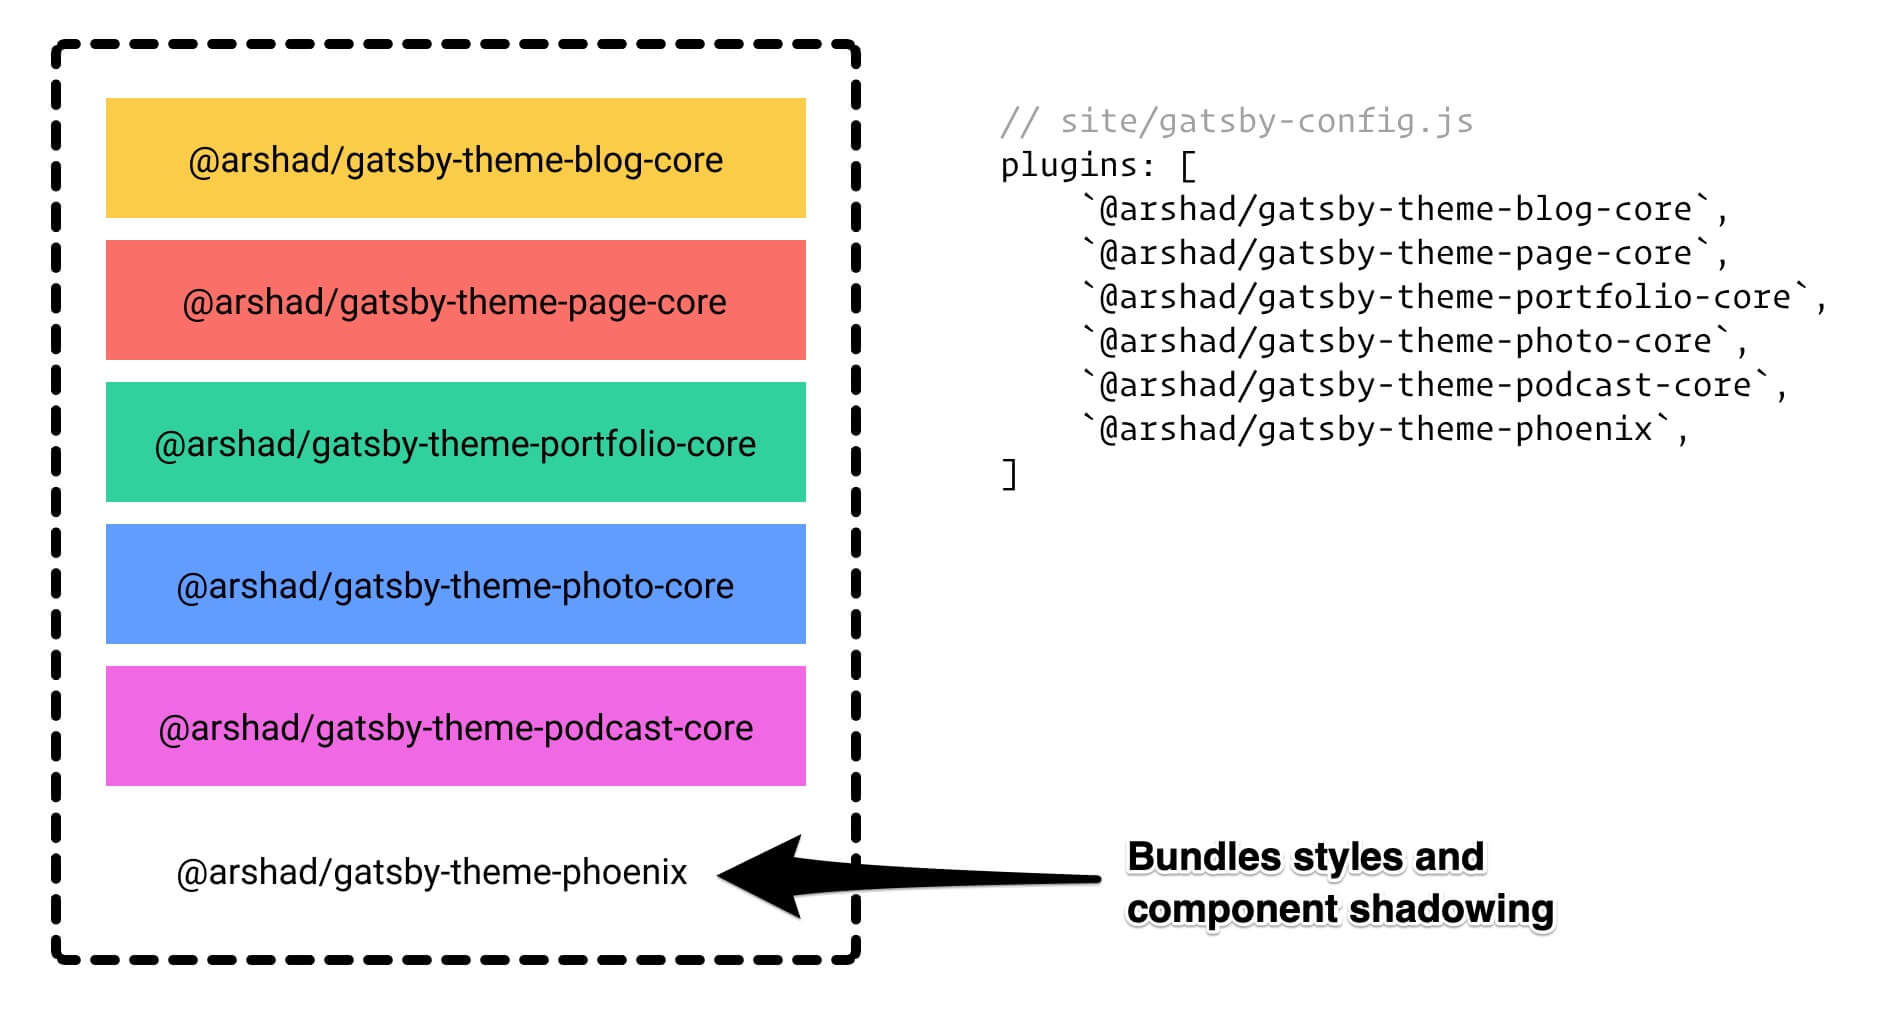 @arshad/gatsby-theme-blog-core
@arshad/gatsby-theme-page-core
@arshad/gatsby-theme-portfolio-core
@arshad/gatsby-theme-photo-core
@arshad/gatsby-theme-podcast-core
@arshad/gatsby-theme-phoenix
// site/gatsby-config.js
plugins: [
    `@arshad/gatsby-theme-blog-core`,
    `@arshad/gatsby-theme-page-core`,
    `@arshad/gatsby-theme-portfolio-core`,
    `@arshad/gatsby-theme-photo-core`,
    `@arshad/gatsby-theme-podcast-core`,
    `@arshad/gatsby-theme-phoenix`,
]
Bundles styles and
component shadowing